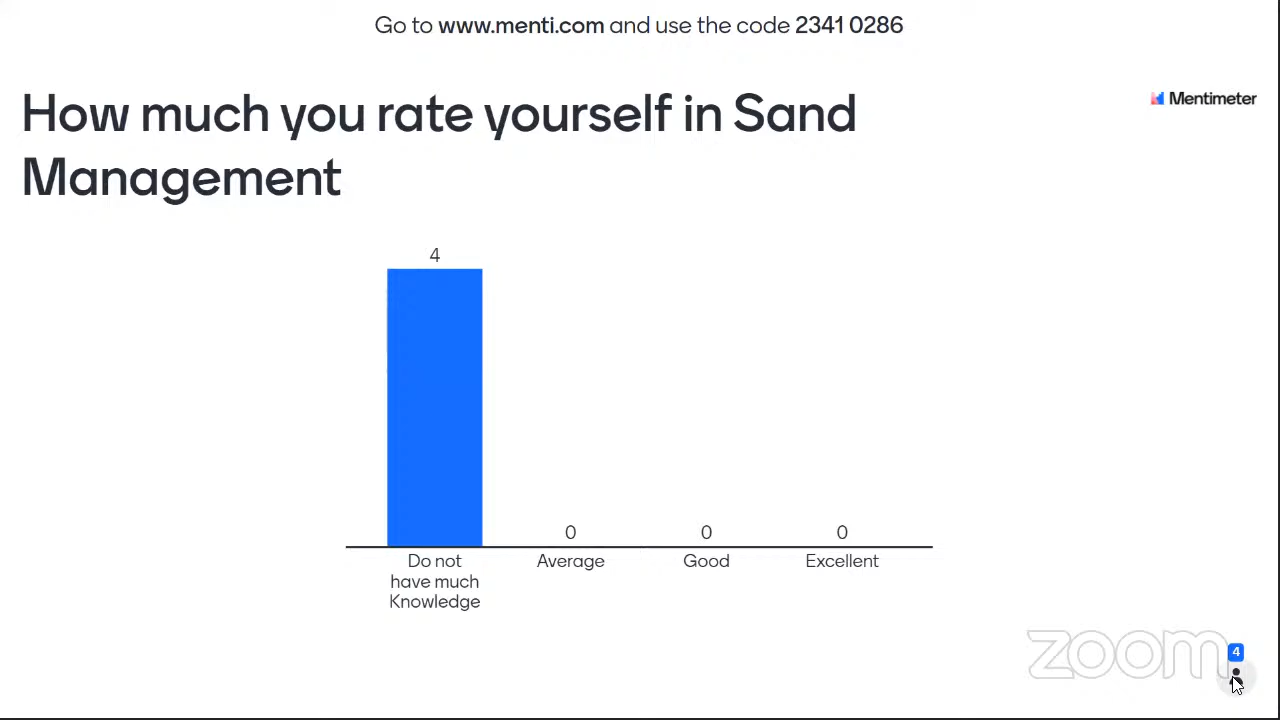 Go to www.menti.com and use the code 2341 0286
Mentimeter
How much you rate yourself in Sand
Management
4
0
0
0
Do not
have much
Knowledge
Average
Good
Excellent
zoom
4